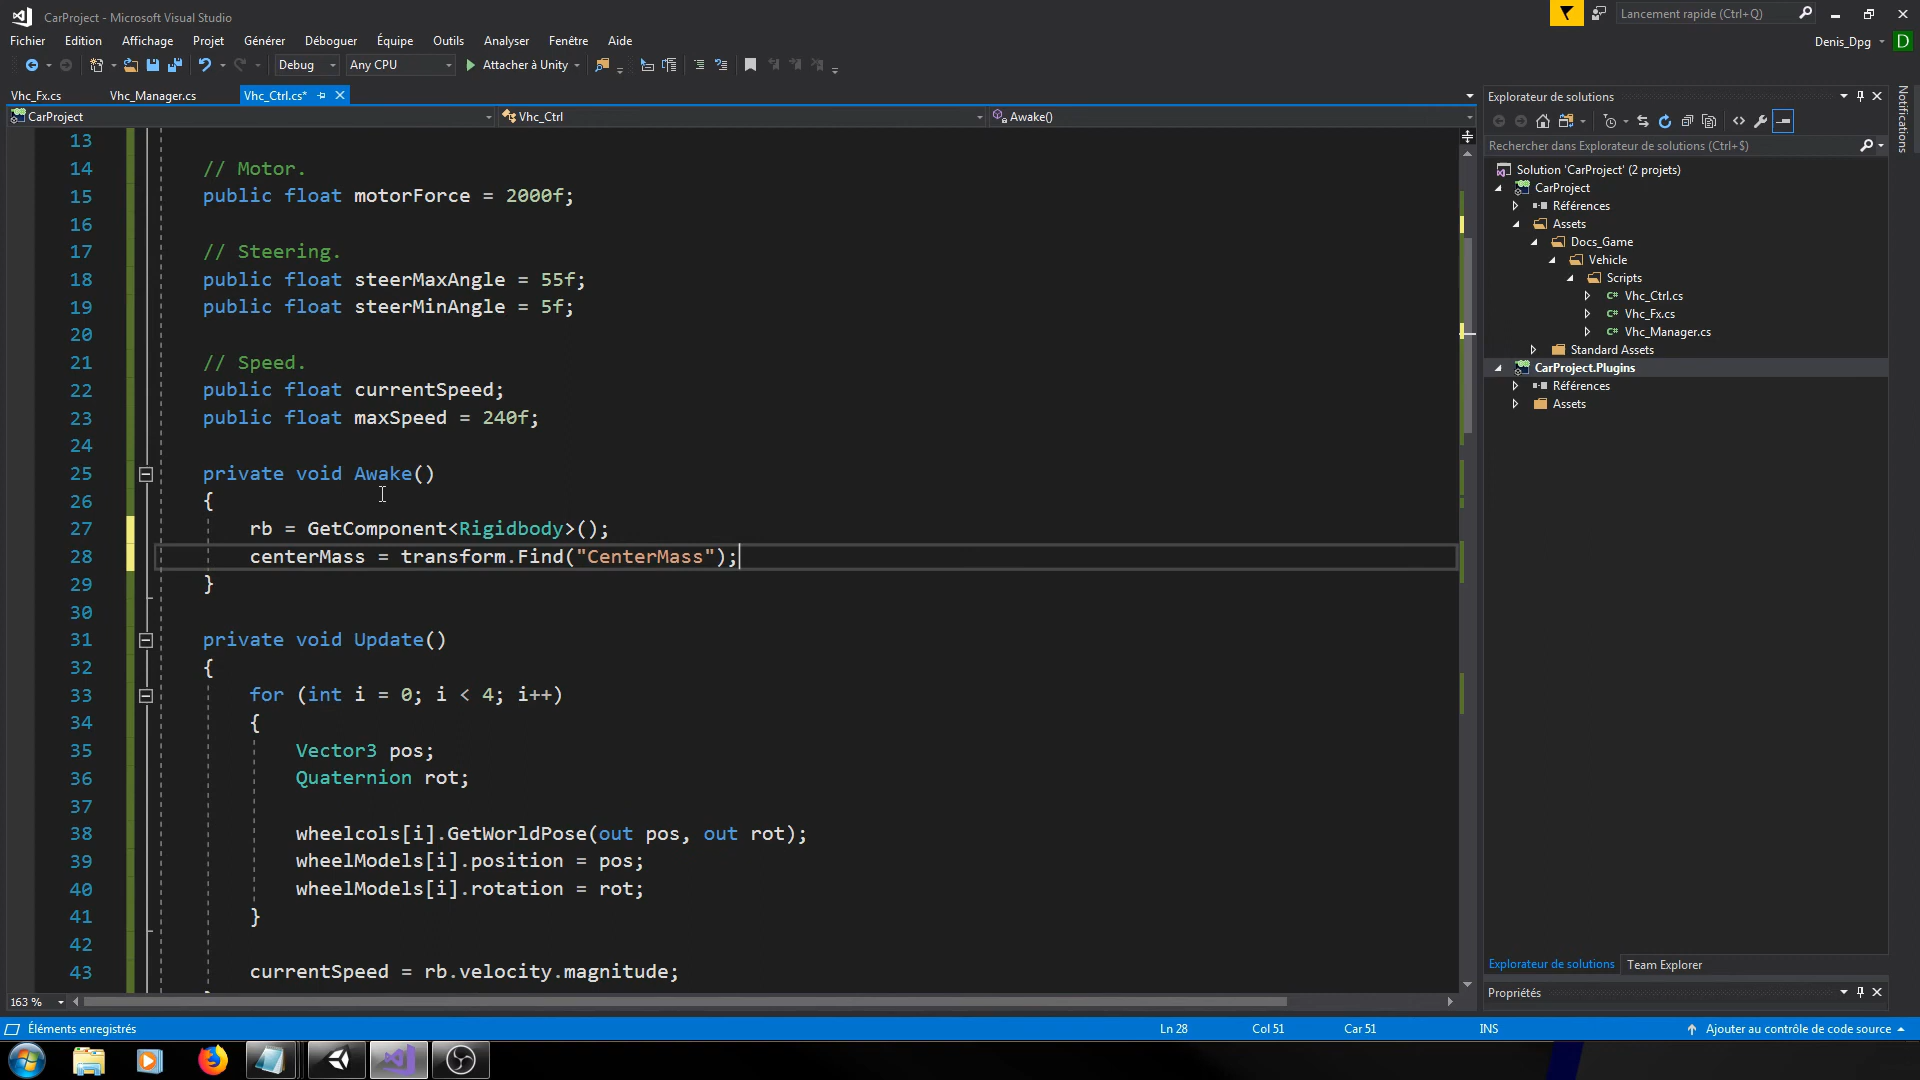 CarProject - Microsoft Visual Studio
Lancement rapide (Ctrl+Q)
Fichier Edition Affichage Projet Générer Déboguer Équipe Outils Analyser Fenêtre Aide
Denis_Dpg D
Debug Any CPU Attacher à Unity
Vhc_Fx.cs Vhc_Manager.cs Vhc_Ctrl.cs*
CarProject Vhc_Ctrl Awake()
13
14 // Motor.
15 public float motorForce = 2000f;
16
17 // Steering.
18 public float steerMaxAngle = 55f;
19 public float steerMinAngle = 5f;
20
21 // Speed.
22 public float currentSpeed;
23 public float maxSpeed = 240f;
24
25 private void Awake()
26 {
27 rb = GetComponent<Rigidbody>();
28 centerMass = transform.Find("CenterMass");
29 }
30
31 private void Update()
32 {
33 for (int i = 0; i < 4; i++)
34 {
35 Vector3 pos;
36 Quaternion rot;
37
38 wheelcols[i].GetWorldPose(out pos, out rot);
39 wheelModels[i].position = pos;
40 wheelModels[i].rotation = rot;
41 }
42
43 currentSpeed = rb.velocity.magnitude;
163 %
Explorateur de solutions
Rechercher dans Explorateur de solutions (Ctrl+$)
Solution 'CarProject' (2 projets)
CarProject
Références
Assets
Docs_Game
Vehicle
Scripts
C# Vhc_Ctrl.cs
C# Vhc_Fx.cs
C# Vhc_Manager.cs
Standard Assets
CarProject.Plugins
Références
Assets
Explorateur de solutions Team Explorer
Propriétés
Notifications
Éléments enregistrés Ln 28 Col 51 Car 51 INS Ajouter au contrôle de code source